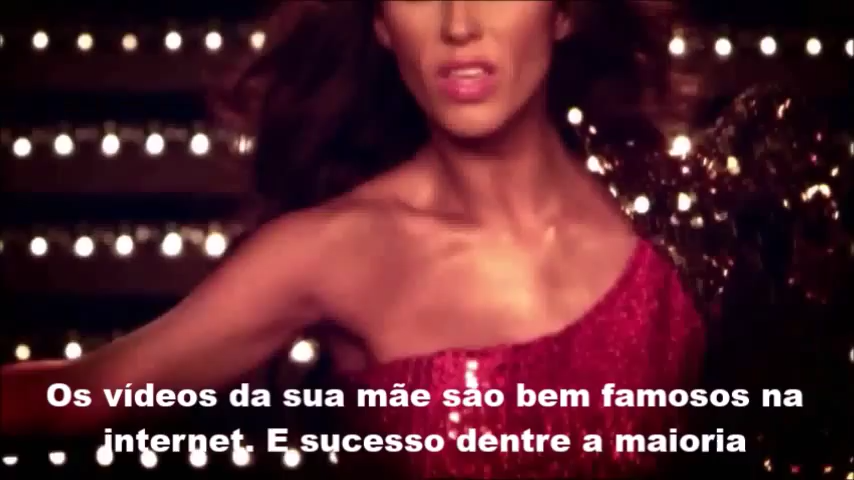 Os vídeos da sua mãe são bem famosos na
internet. E sucesso dentre a maioria